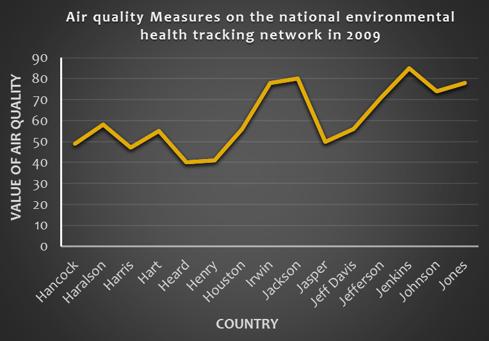 Air quality Measures on the national environmental
health tracking network in 2009
VALUE OF AIR QUALITY
90
80
70
60
50
40
30
20
10
0
Hancock
Haralson
Harris
Hart
Heard
Henry
Houston
Irwin
Jackson
Jasper
Jeff Davis
Jefferson
Jenkins
Johnson
Jones
COUNTRY